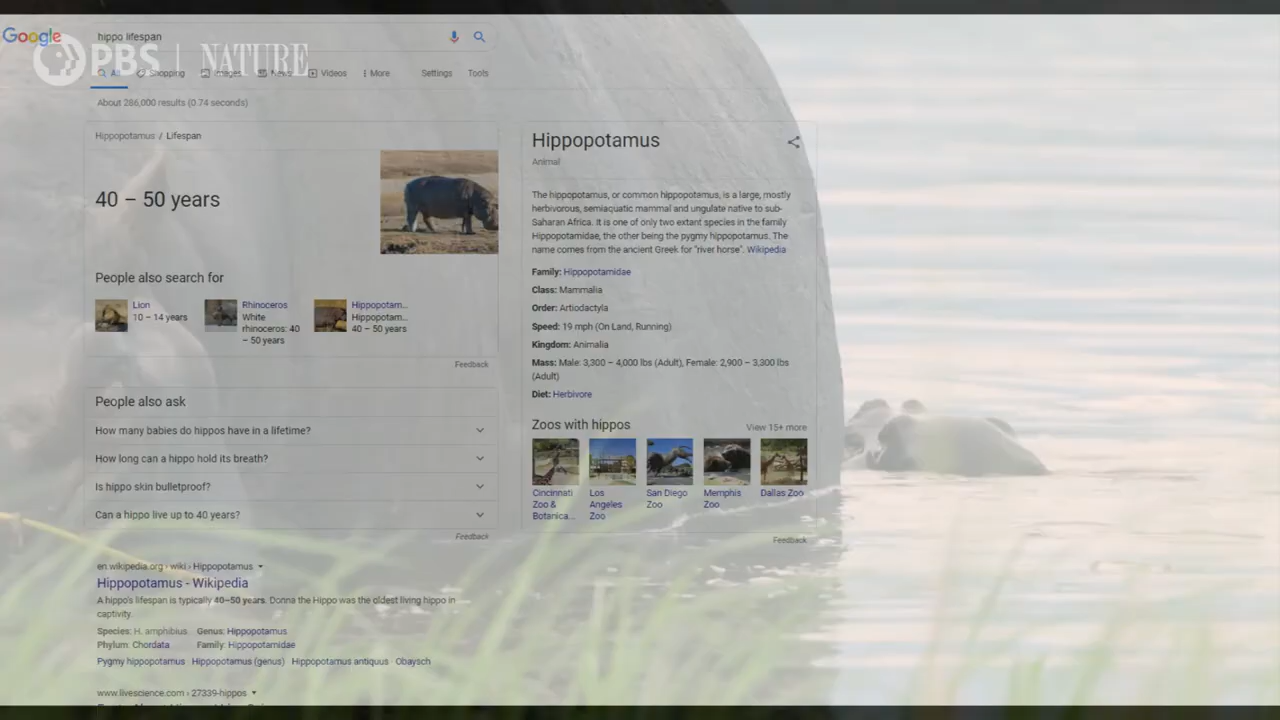 Google
hippo lifespan
PBS | NATURE
All Shopping Images News Videos More Settings Tools
About 286,000 results (0.74 seconds)
Hippopotamus / Lifespan
40 – 50 years
People also search for
Lion
10 – 14 years
Rhinoceros
White
rhinoceros: 40
– 50 years
Hippopotam...
Hippopotam...
40 – 50 years
Feedback
People also ask
How many babies do hippos have in a lifetime?
How long can a hippo hold its breath?
Is hippo skin bulletproof?
Can a hippo live up to 40 years?
Feedback
en.wikipedia.org › wiki › Hippopotamus
Hippopotamus - Wikipedia
A hippo's lifespan is typically 40–50 years. Donna the Hippo was the oldest living hippo in
captivity.
Species: H. amphibius Genus: Hippopotamus
Phylum: Chordata Family: Hippopotamidae
Pygmy hippopotamus Hippopotamus (genus) Hippopotamus antiquus Obaysch
www.livescience.com › 27339-hippos
Hippopotamus
Animal
The hippopotamus, or common hippopotamus, is a large, mostly
herbivorous, semiaquatic mammal and ungulate native to sub-
Saharan Africa. It is one of only two extant species in the family
Hippopotamidae, the other being the pygmy hippopotamus. The
name comes from the ancient Greek for "river horse". Wikipedia
Family: Hippopotamidae
Class: Mammalia
Order: Artiodactyla
Speed: 19 mph (On Land, Running)
Kingdom: Animalia
Mass: Male: 3,300 – 4,000 lbs (Adult), Female: 2,900 – 3,300 lbs
(Adult)
Diet: Herbivore
Zoos with hippos
View 15+ more
Cincinnati
Zoo &
Botanica...
Los
Angeles
Zoo
San Diego
Zoo
Memphis
Zoo
Dallas Zoo
Feedback